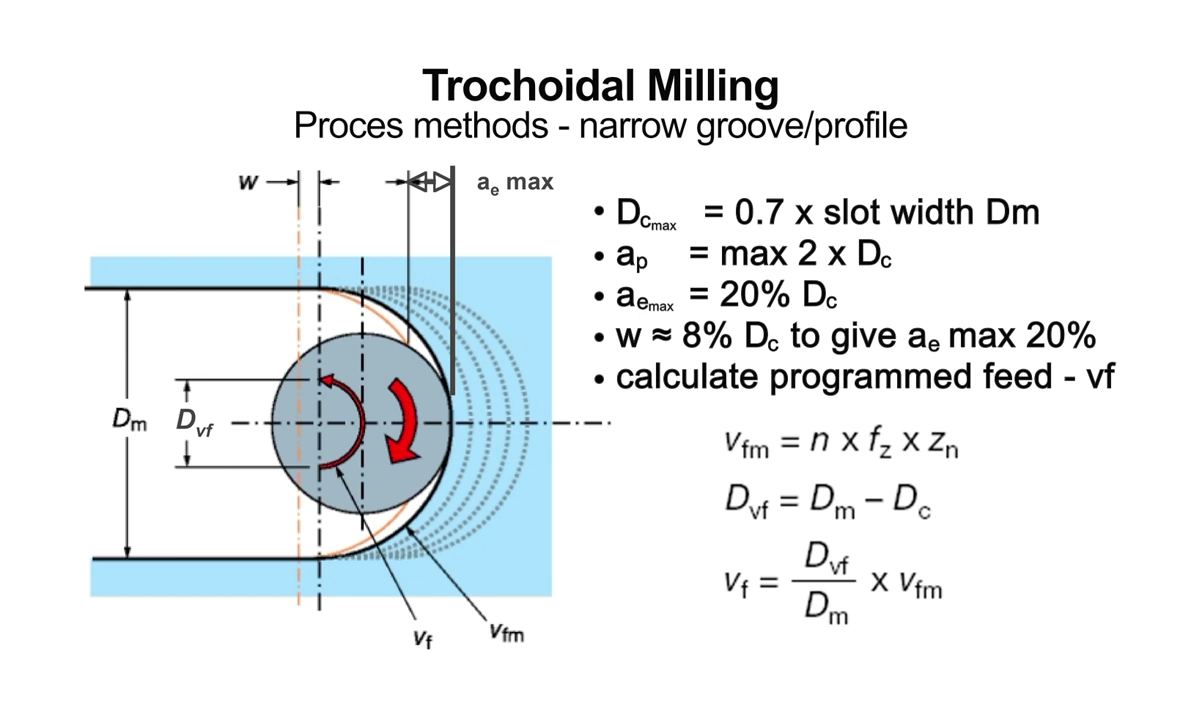 Trochoidal Milling
Proces methods - narrow groove/profile
w
ae max
Dm
Dvf
vf
vfm
• Dcmax = 0.7 x slot width Dm
• ap = max 2 x Dc
• aemax = 20% Dc
• w ≈ 8% Dc to give ae max 20%
• calculate programmed feed - vf
vfm = n x fz x zn
Dvf = Dm − Dc
vf = Dvf / Dm x vfm